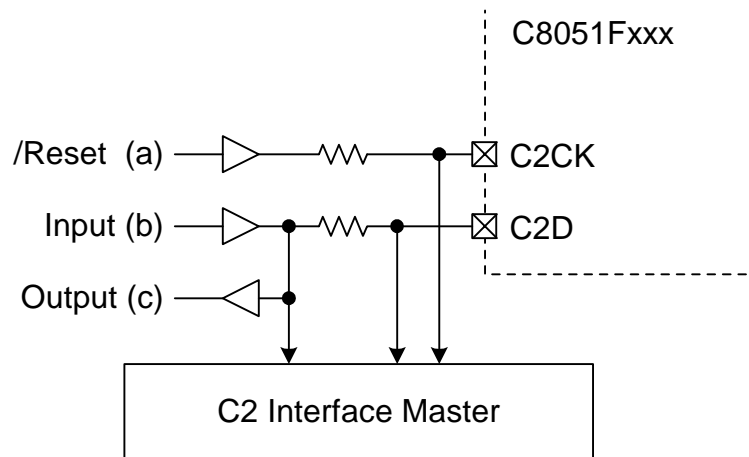 C8051Fxxx
/Reset (a)
C2CK
Input (b)
C2D
Output (c)
C2 Interface Master